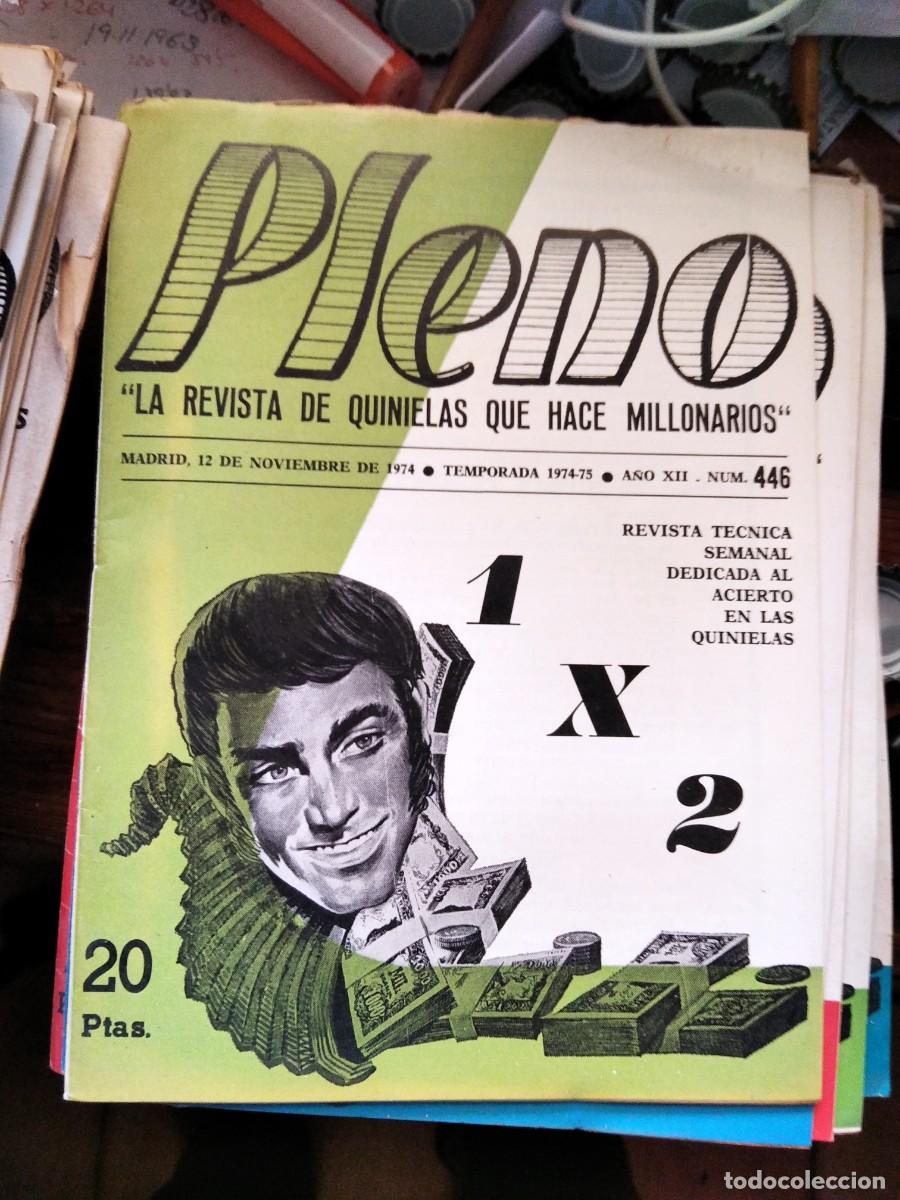 19.11.1963
Pleno
"LA REVISTA DE QUINIELAS QUE HACE MILLONARIOS"
MADRID, 12 DE NOVIEMBRE DE 1974 ● TEMPORADA 1974-75 ● AÑO XII . NUM. 446
REVISTA TECNICA
SEMANAL
DEDICADA AL
ACIERTO
EN LAS
QUINIELAS
1
X
2
20
Ptas.
todocoleccion